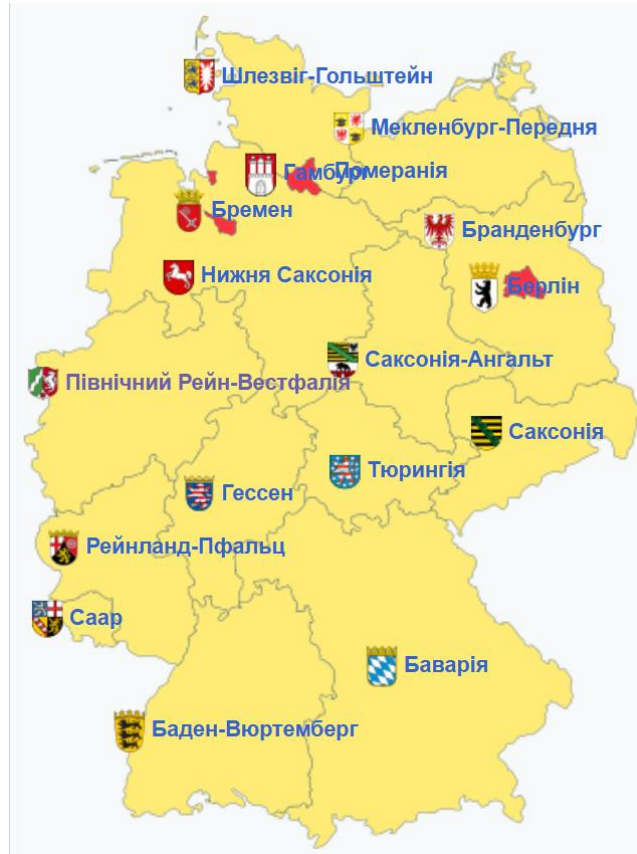 Шлезвіг-Гольштейн
Мекленбург-Передня
Померанія
Гамбург
Бремен
Бранденбург
Нижня Саксонія
Берлін
Саксонія-Ангальт
Північний Рейн-Вестфалія
Саксонія
Тюрингія
Гессен
Рейнланд-Пфальц
Саар
Баварія
Баден-Вюртемберг